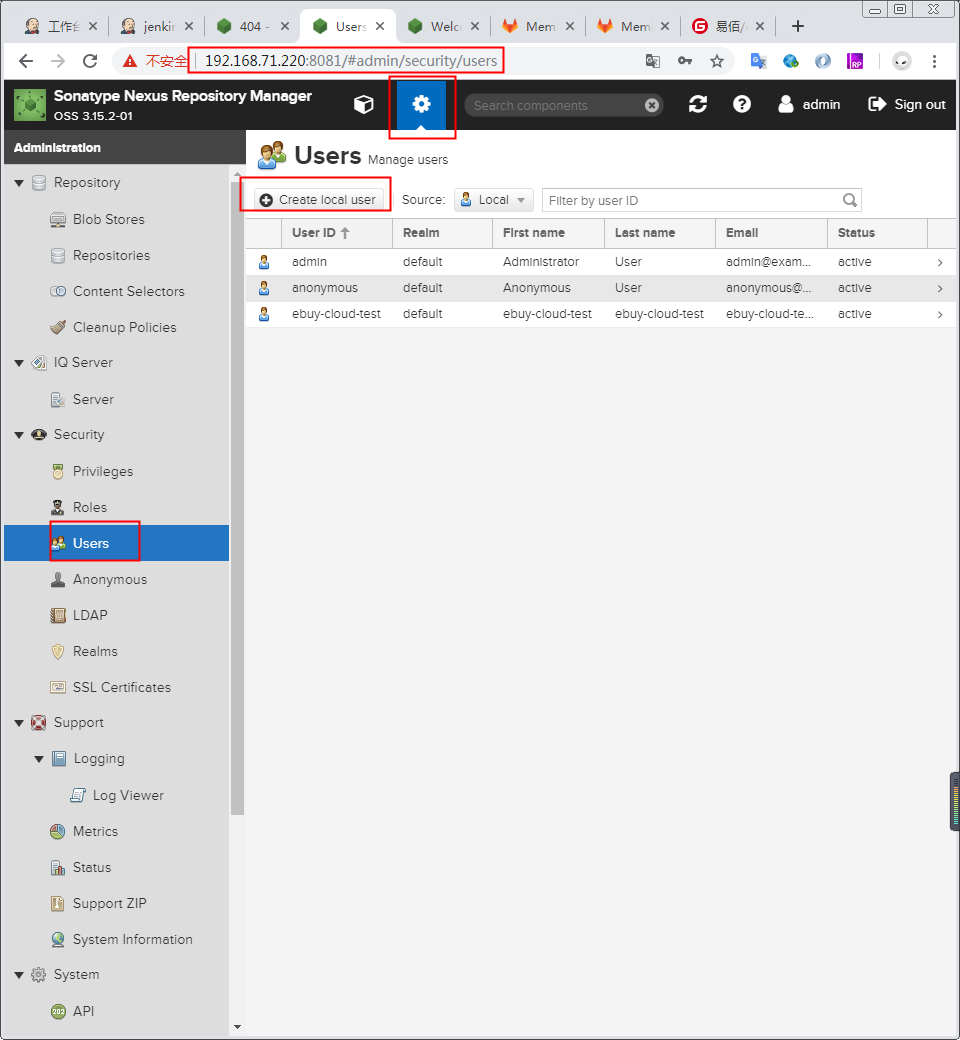 工作台 jenkin 404 - Users Welco Mem Mem 易佰/
不安全 192.168.71.220:8081/#admin/security/users
Sonatype Nexus Repository Manager
OSS 3.15.2-01
Search components
admin Sign out
Administration
Users Manage users
Repository
Create local user Source: Local Filter by user ID
Blob Stores
User ID Realm First name Last name Email Status
Repositories
admin default Administrator User admin@exam... active
Content Selectors
anonymous default Anonymous User anonymous@... active
ebuy-cloud-test default ebuy-cloud-test ebuy-cloud-test ebuy-cloud-te... active
Cleanup Policies
IQ Server
Server
Security
Privileges
Roles
Users
Anonymous
LDAP
Realms
SSL Certificates
Support
Logging
Log Viewer
Metrics
Status
Support ZIP
System Information
System
202 API